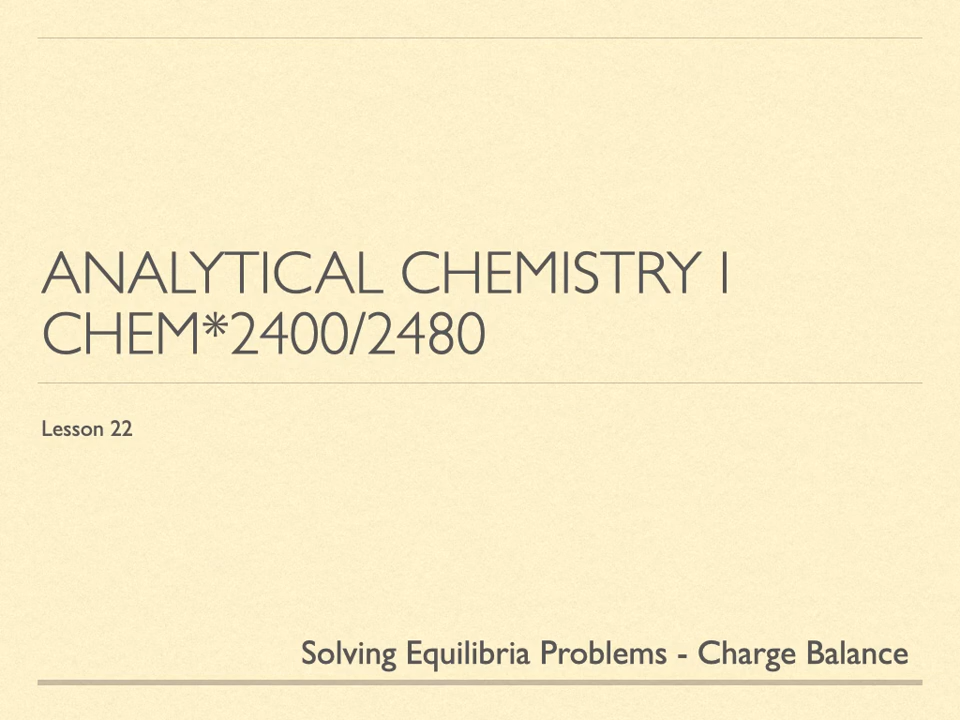 ANALYTICAL CHEMISTRY I
CHEM*2400/2480
Lesson 22
Solving Equilibria Problems - Charge Balance